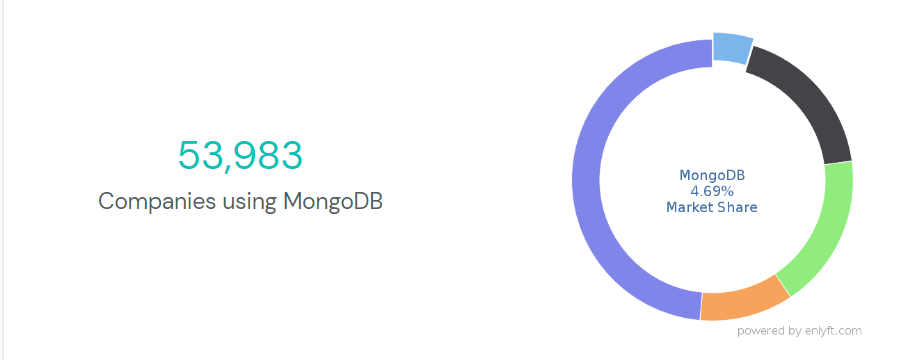 53,983
Companies using MongoDB
MongoDB
4.69%
Market Share
powered by enlyft.com